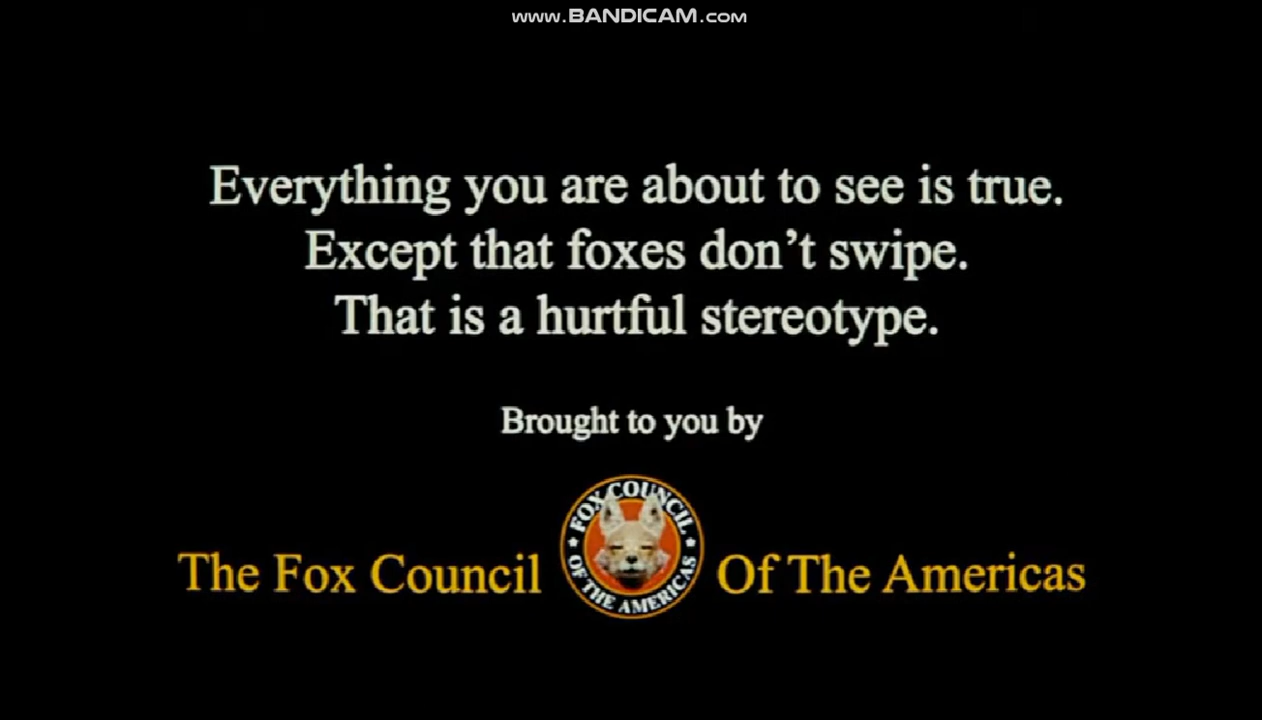 www.BANDICAM.com
Everything you are about to see is true.
Except that foxes don’t swipe.
That is a hurtful stereotype.
Brought to you by
The Fox Council
FOX COUNCIL
OF THE AMERICAS
Of The Americas